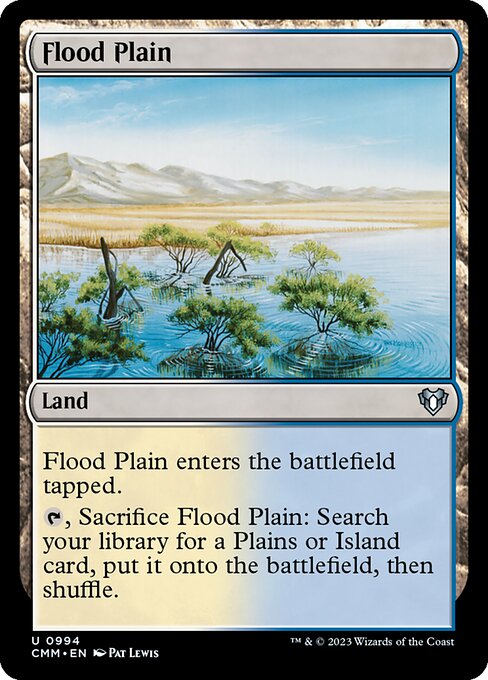 Flood Plain
Land
Flood Plain enters the battlefield
tapped.
, Sacrifice Flood Plain: Search
your library for a Plains or Island
card, put it onto the battlefield, then
shuffle.
U 0994
CMM • EN PAT LEWIS
™ & © 2023 Wizards of the Coast